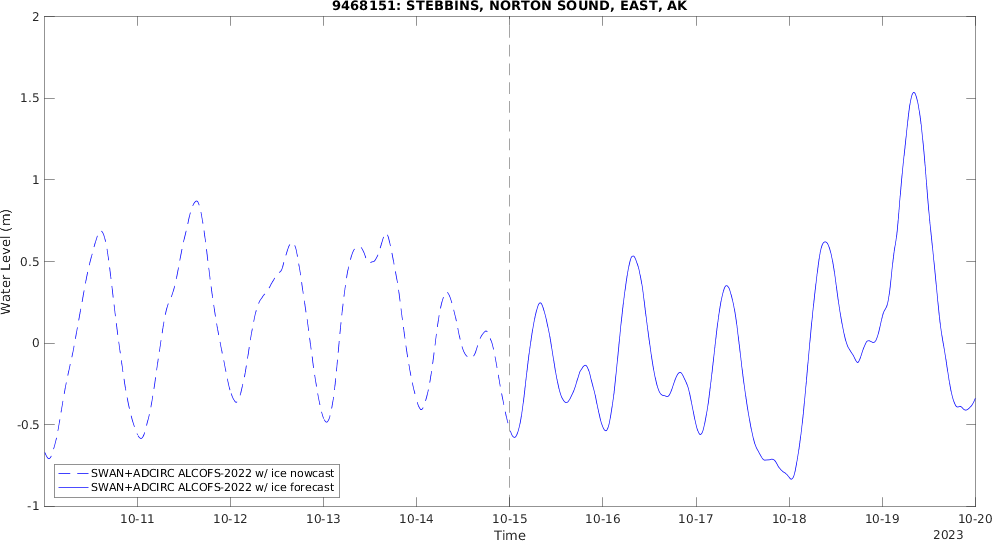 9468151: STEBBINS, NORTON SOUND, EAST, AK
2
1.5
1
0.5
0
-0.5
-1
Water Level (m)
SWAN+ADCIRC ALCOFS-2022 w/ ice nowcast
SWAN+ADCIRC ALCOFS-2022 w/ ice forecast
10-11 10-12 10-13 10-14 10-15 10-16 10-17 10-18 10-19 10-20
Time
2023